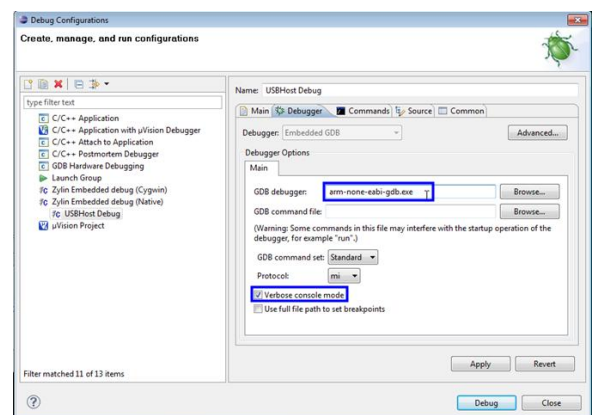 Debug Configurations
Create, manage, and run configurations
type filter text
C/C++ Application
C/C++ Application with µVision Debugger
C/C++ Attach to Application
C/C++ Postmortem Debugger
GDB Hardware Debugging
Launch Group
Zylin Embedded debug (Cygwin)
Zylin Embedded debug (Native)
USBHost Debug
µVision Project
Filter matched 11 of 13 items
Name: USBHost Debug
Main Debugger Commands Source Common
Debugger: Embedded GDB Advanced...
Debugger Options
Main
GDB debugger: arm-none-eabi-gdb.exe Browse...
GDB command file: Browse...
(Warning: Some commands in this file may interfere with the startup operation of the
debugger, for example "run".)
GDB command set: Standard
Protocol: mi
Verbose console mode
Use full file path to set breakpoints
Apply Revert
Debug Close